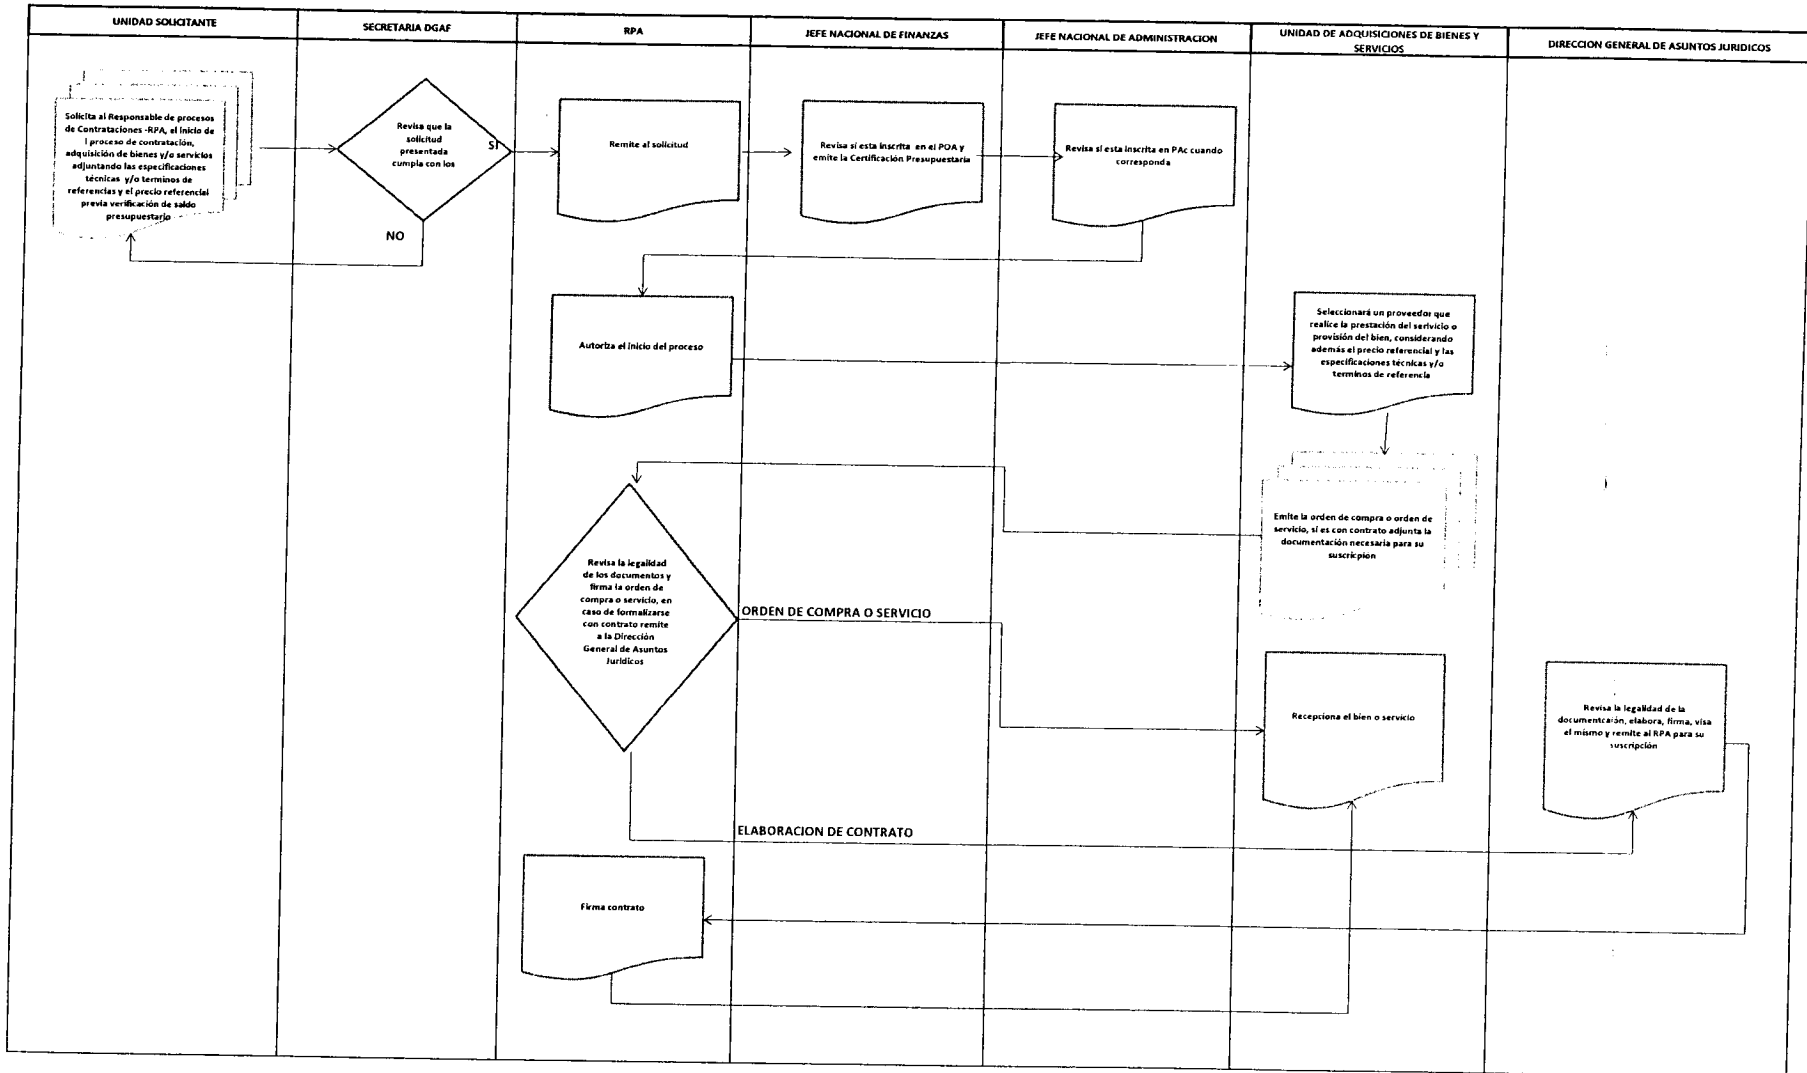 UNIDAD SOLICITANTE
SECRETARIA DGAF
RPA
JEFE NACIONAL DE FINANZAS
JEFE NACIONAL DE ADMINISTRACION
UNIDAD DE ADQUISICIONES DE BIENES Y
SERVICIOS
DIRECCION GENERAL DE ASUNTOS JURIDICOS
Solicita al Responsable de procesos
de Contrataciones -RPA, el inicio de
l proceso de contratación,
adquisición de bienes y/o servicios
adjuntando las especificaciones
técnicas y/o terminos de
referencias y el precio referencial
previa verificación de saldo
presupuestario
Revisa que la
solicitud
presentada
cumpla con los
SI
NO
Remite al solicitud
Revisa si esta inscrita en el POA y
emite la Certificación Presupuestaria
Revisa si esta inscrita en PAc cuando
corresponda
Autoriza el inicio del proceso
Seleccionará un proveedor que
realice la prestación del serivicio o
provisión del bien, considerando
además el precio referencial y las
especificaciones técnicas y/o
terminos de referencia
Emite la orden de compra o orden de
servicio, si es con contrato adjunta la
documentación necesaria para su
suscricpion
Revisa la legalidad
de los documentos y
firma la orden de
compra o servicio, en
caso de formalizarse
con contrato remite
a la Dirección
General de Asuntos
Juridicos
ORDEN DE COMPRA O SERVICIO
Recepciona el bien o servicio
Revisa la legalidad de la
documentcaión, elabora, firma, visa
el mismo y remite al RPA para su
suscripción
ELABORACION DE CONTRATO
Firma contrato